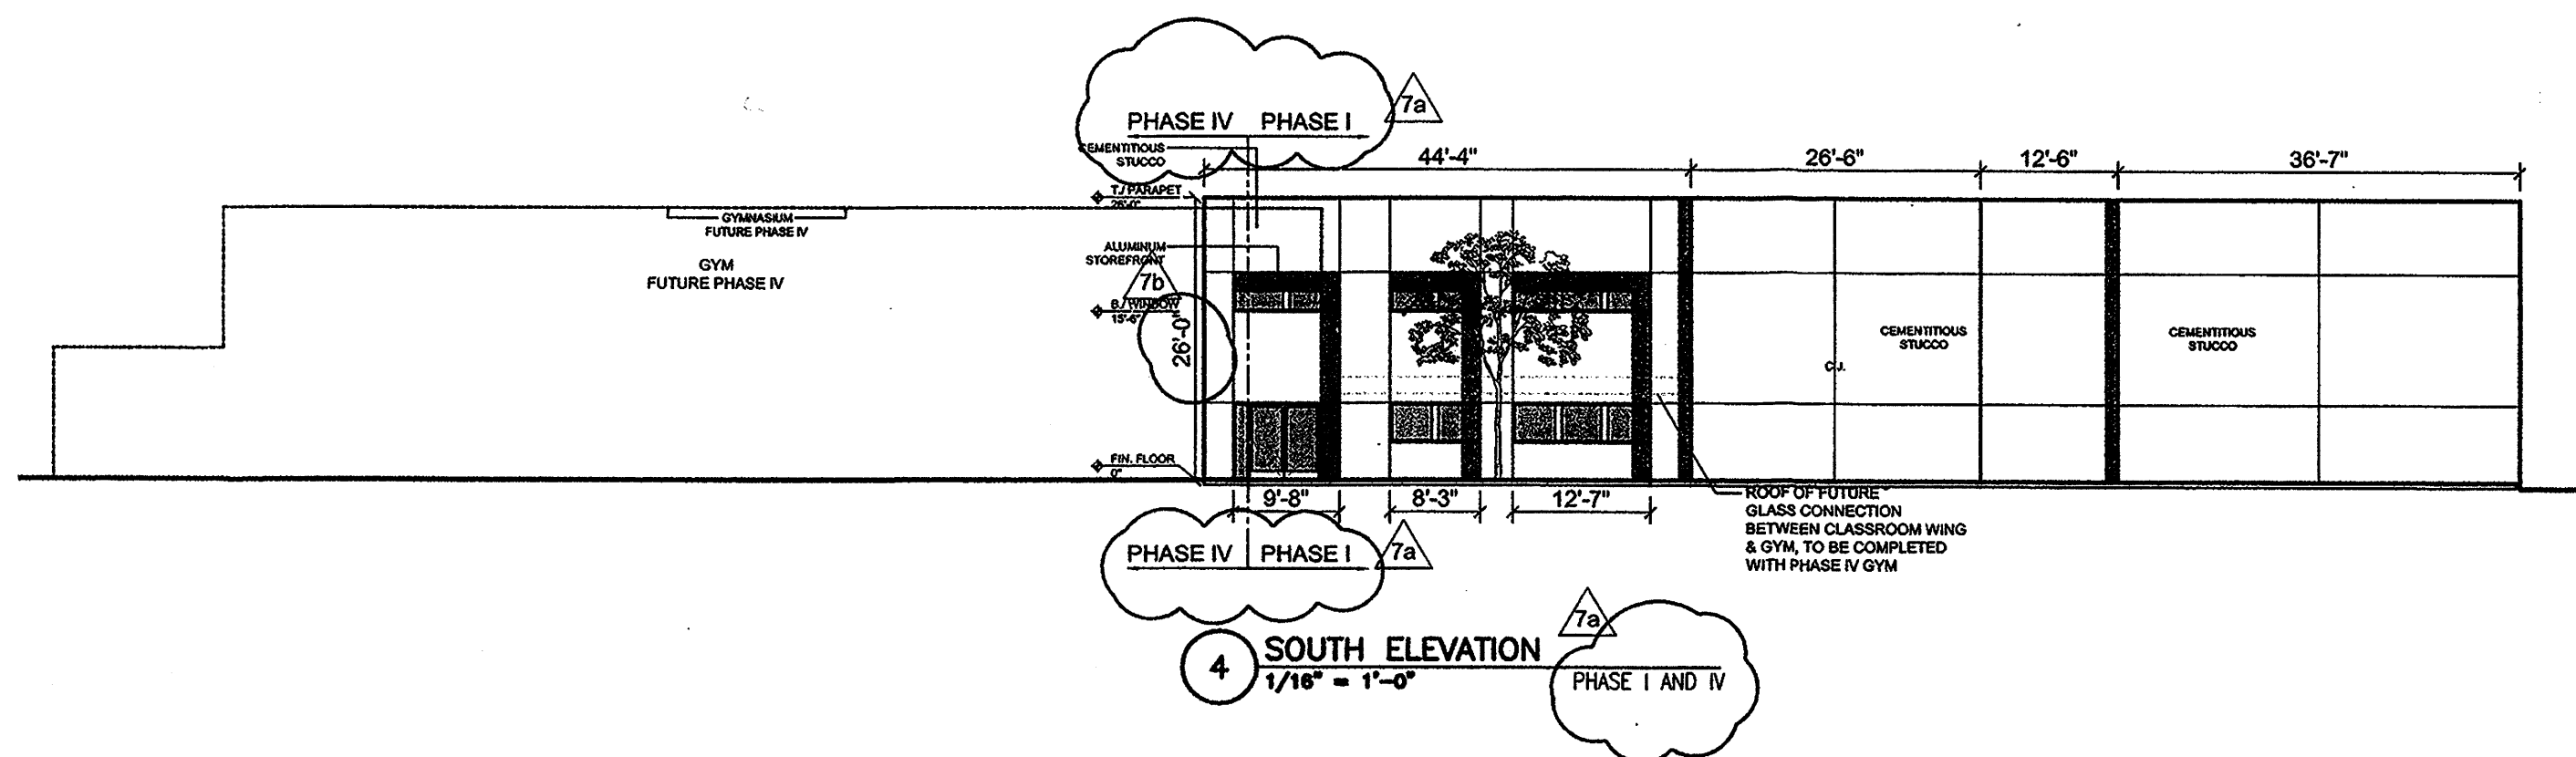 PHASE IV PHASE I
7a
CEMENTITIOUS
STUCCO
44'-4"
26'-6"
12'-6"
36'-7"
T./ PARAPET
26'-0"
GYMNASIUM
FUTURE PHASE IV
GYM
FUTURE PHASE IV
ALUMINUM
STOREFRONT
7b
B./ WINDOW
15'-6"
26'-0"
CEMENTITIOUS
STUCCO
CEMENTITIOUS
STUCCO
C.J.
FIN. FLOOR
0"
9'-8"
8'-3"
12'-7"
ROOF OF FUTURE
GLASS CONNECTION
BETWEEN CLASSROOM WING
& GYM, TO BE COMPLETED
WITH PHASE IV GYM
PHASE IV PHASE I
7a
7a
4
SOUTH ELEVATION
1/16" = 1'-0"
PHASE I AND IV